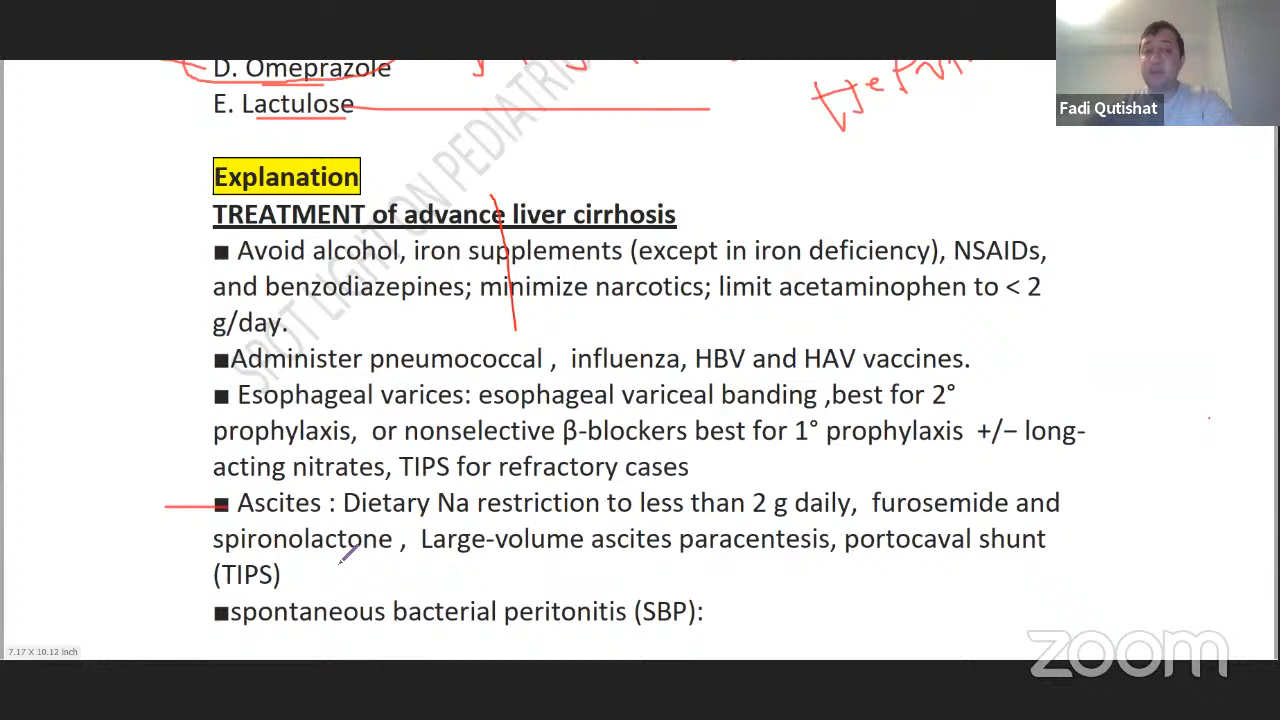 D. Omeprazole
E. Lactulose
Fadi Qutishat
Explanation
TREATMENT of advance liver cirrhosis
■ Avoid alcohol, iron supplements (except in iron deficiency), NSAIDs,
and benzodiazepines; minimize narcotics; limit acetaminophen to < 2
g/day.
■Administer pneumococcal , influenza, HBV and HAV vaccines.
■ Esophageal varices: esophageal variceal banding ,best for 2°
prophylaxis, or nonselective β-blockers best for 1° prophylaxis +/− long-
acting nitrates, TIPS for refractory cases
■ Ascites : Dietary Na restriction to less than 2 g daily, furosemide and
spironolactone , Large-volume ascites paracentesis, portocaval shunt
(TIPS)
■spontaneous bacterial peritonitis (SBP):
SPOT LIGHT ON PEDIATRI
7.17 X 10.12 inch
zoom